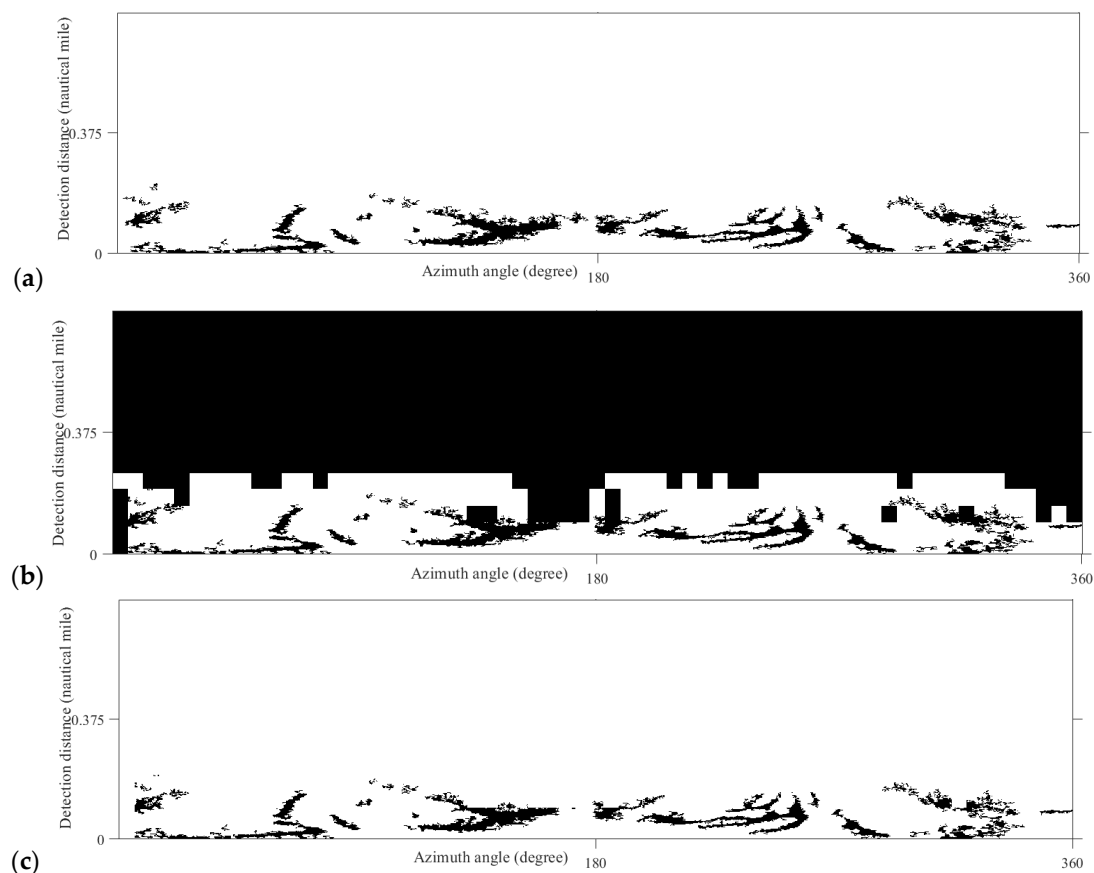 Detection distance (nautical mile)
0.375
0
Azimuth angle (degree)
180
360
(a)
Detection distance (nautical mile)
0.375
0
Azimuth angle (degree)
180
360
(b)
Detection distance (nautical mile)
0.375
0
Azimuth angle (degree)
180
360
(c)